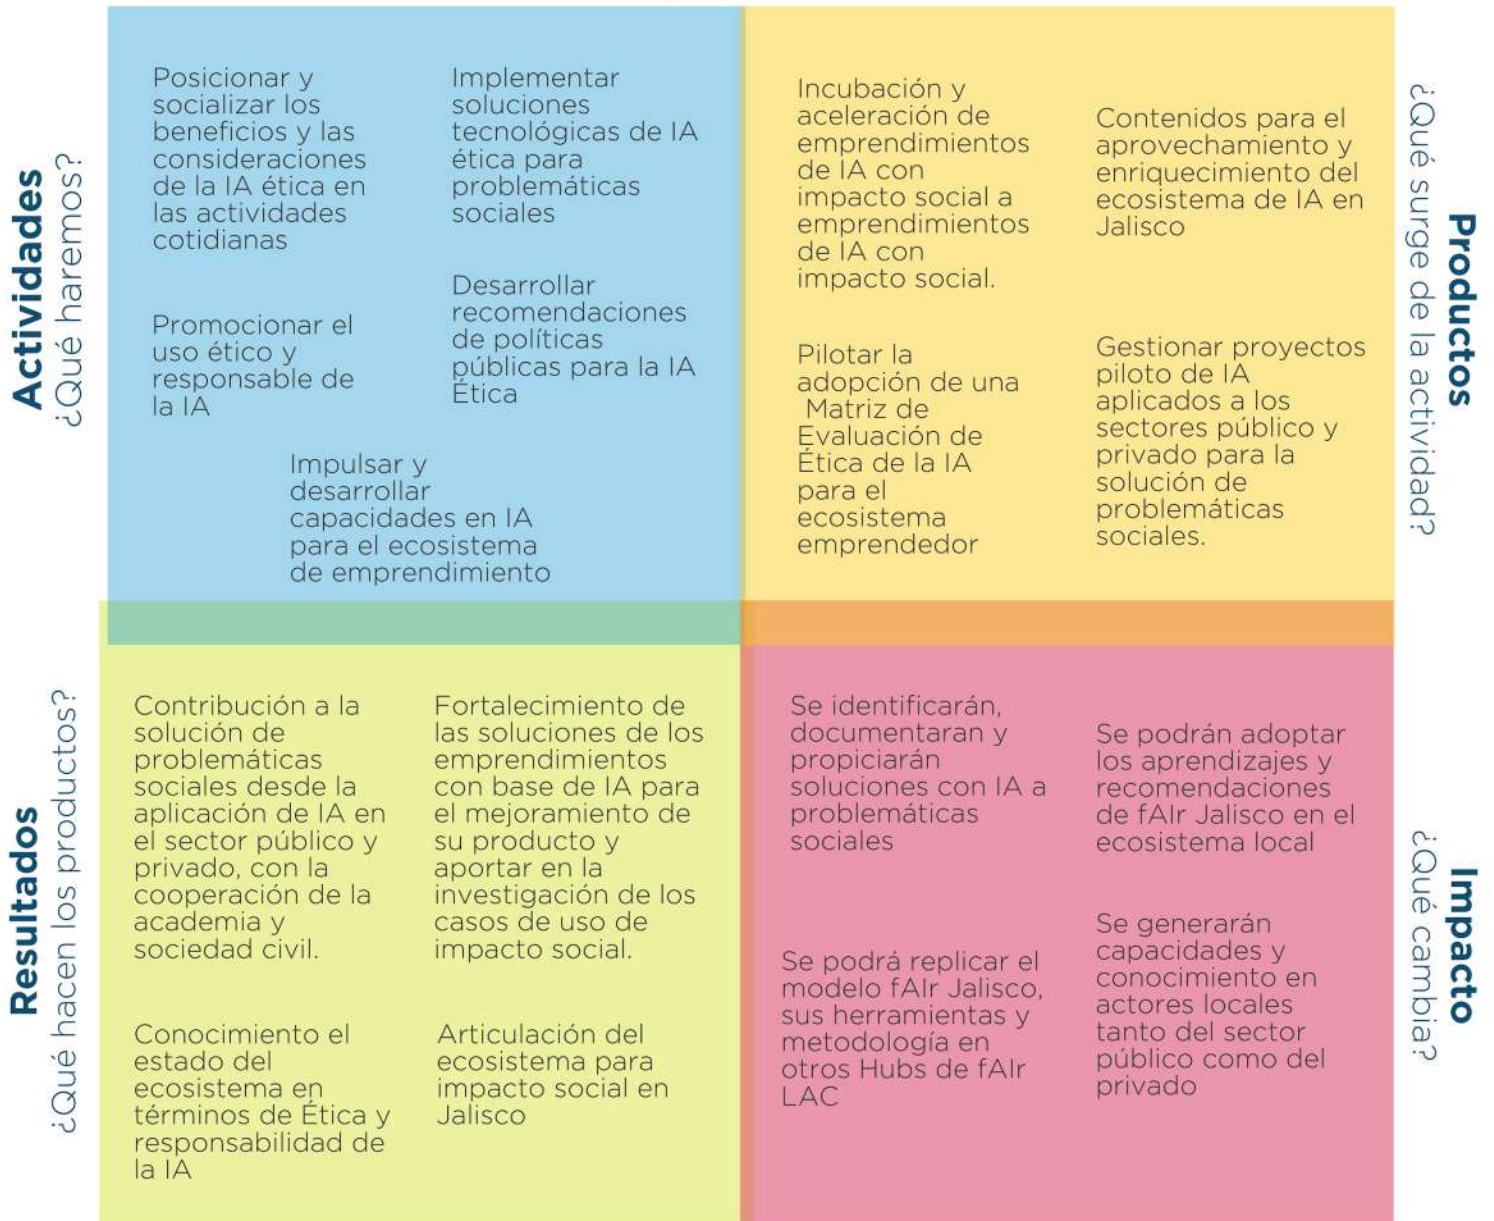 Actividades
¿Qué haremos?
Posicionar y
socializar los
beneficios y las
consideraciones
de la IA ética en
las actividades
cotidianas
Implementar
soluciones
tecnológicas de IA
ética para
problemáticas
sociales
Promocionar el
uso ético y
responsable de
la IA
Desarrollar
recomendaciones
de políticas
públicas para la IA
Ética
Impulsar y
desarrollar
capacidades en IA
para el ecosistema
de emprendimiento
Productos
¿Qué surge de la actividad?
Incubación y
aceleración de
emprendimientos
de IA con
impacto social a
emprendimientos
de IA con
impacto social.
Contenidos para el
aprovechamiento y
enriquecimiento del
ecosistema de IA en
Jalisco
Pilotar la
adopción de una
Matriz de
Evaluación de
Ética de la IA
para el
ecosistema
emprendedor
Gestionar proyectos
piloto de IA
aplicados a los
sectores público y
privado para la
solución de
problemáticas
sociales.
Resultados
¿Qué hacen los productos?
Contribución a la
solución de
problemáticas
sociales desde la
aplicación de IA en
el sector público y
privado, con la
cooperación de la
academia y
sociedad civil.
Fortalecimiento de
las soluciones de los
emprendimientos
con base de IA para
el mejoramiento de
su producto y
aportar en la
investigación de los
casos de uso de
impacto social.
Conocimiento el
estado del
ecosistema en
términos de Ética y
responsabilidad de
la IA
Articulación del
ecosistema para
impacto social en
Jalisco
Impacto
¿Qué cambia?
Se identificarán,
documentaran y
propiciarán
soluciones con IA a
problemáticas
sociales
Se podrán adoptar
los aprendizajes y
recomendaciones
de fAIr Jalisco en el
ecosistema local
Se podrá replicar el
modelo fAIr Jalisco,
sus herramientas y
metodología en
otros Hubs de fAIr
LAC
Se generarán
capacidades y
conocimiento en
actores locales
tanto del sector
público como del
privado